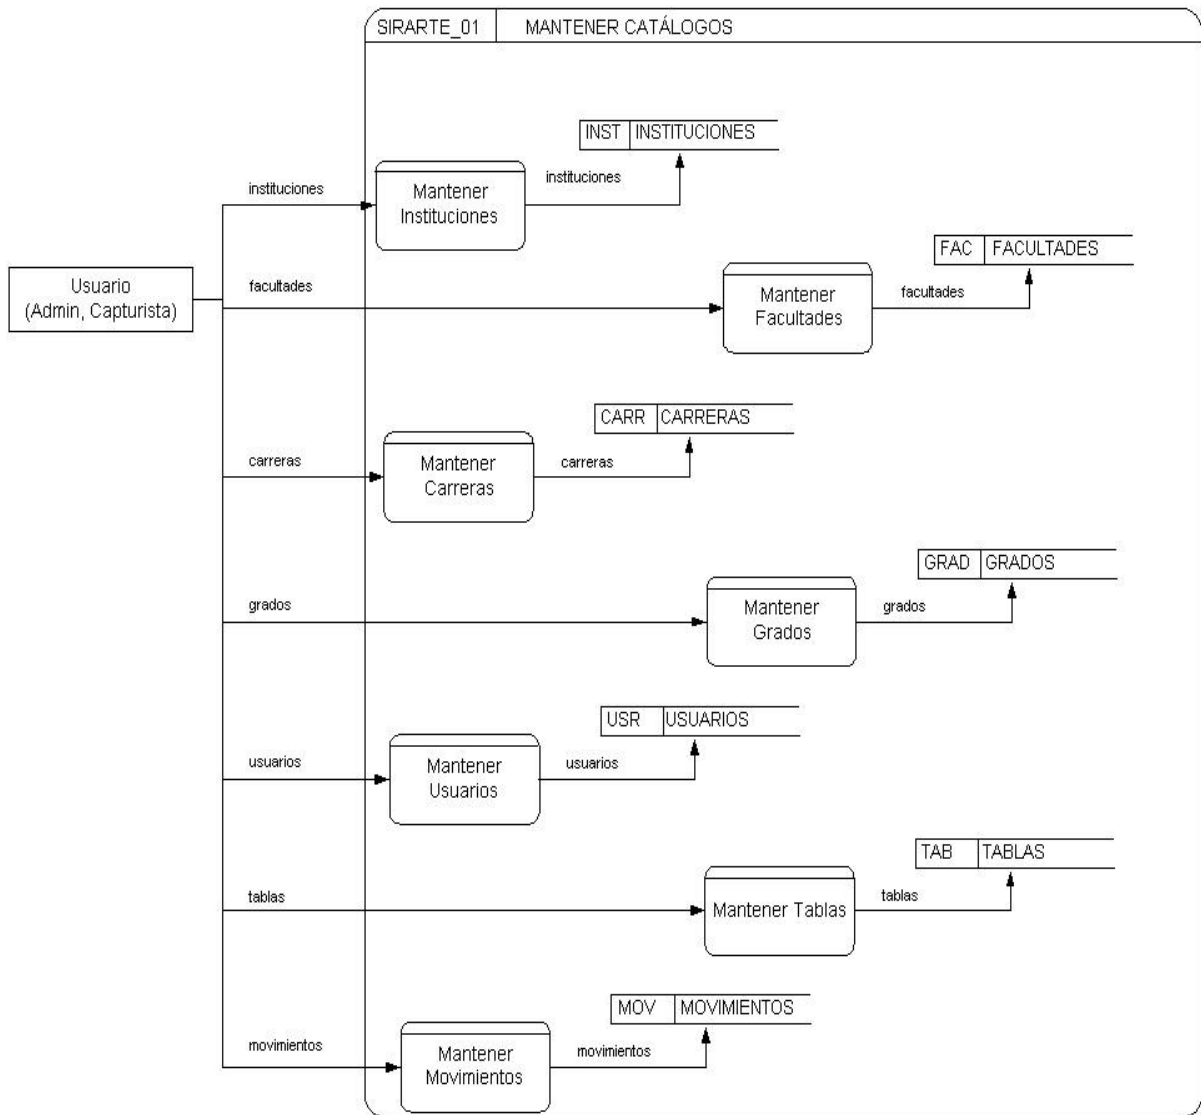 SIRARTE_01 MANTENER CATÁLOGOS
INST INSTITUCIONES
instituciones
Mantener
Instituciones
instituciones
FAC FACULTADES
Usuario
(Admin, Capturista)
facultades
Mantener
Facultades
facultades
CARR CARRERAS
carreras
Mantener
Carreras
carreras
GRAD GRADOS
grados
Mantener
Grados
grados
USR USUARIOS
usuarios
Mantener
Usuarios
usuarios
TAB TABLAS
tablas
Mantener Tablas
tablas
MOV MOVIMIENTOS
movimientos
Mantener
Movimientos
movimientos